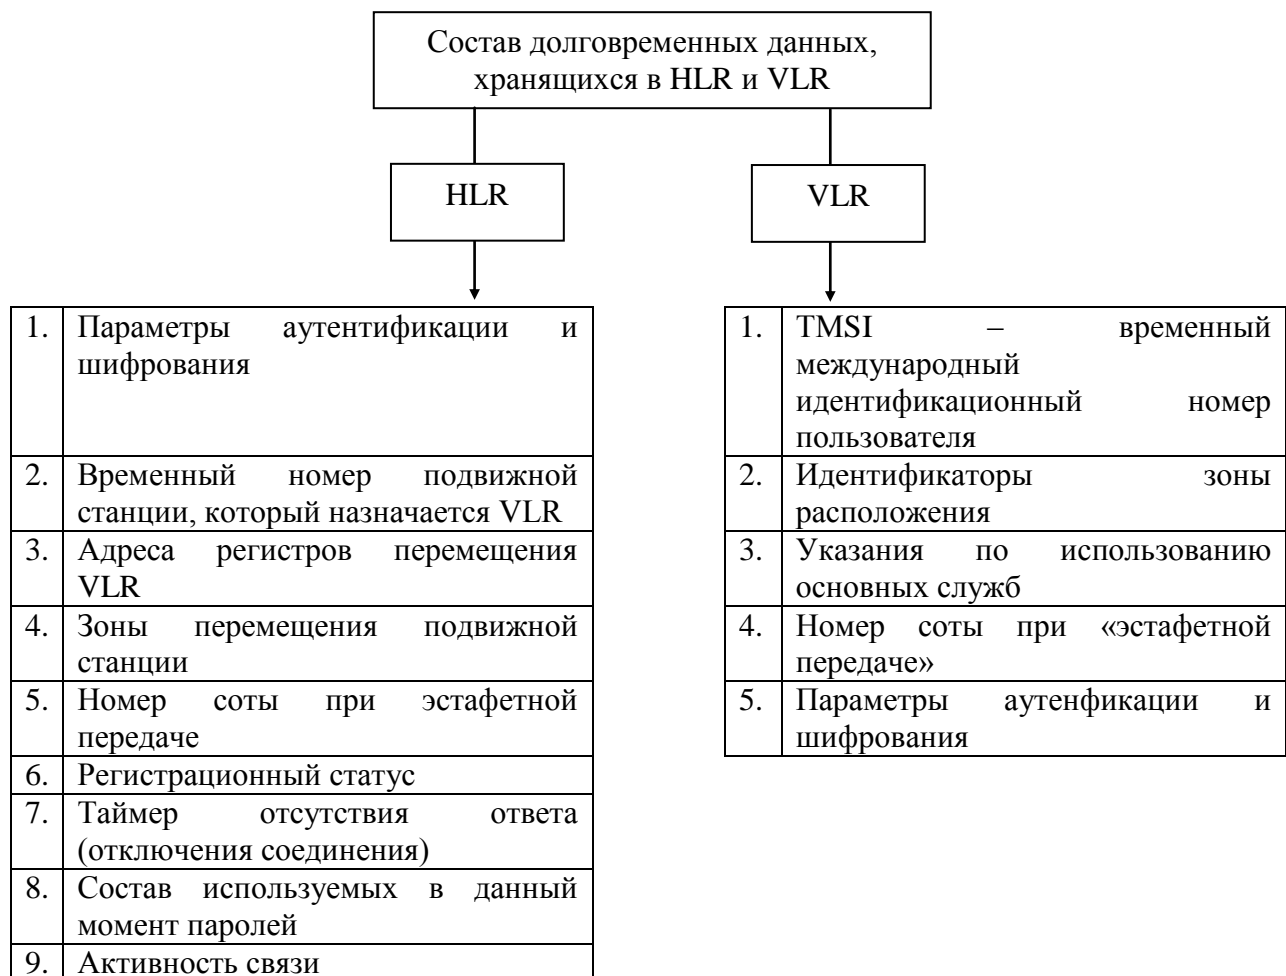 Состав долговременных данных,
хранящихся в HLR и VLR
HLR
VLR
1. Параметры аутентификации и
шифрования
2. Временный номер подвижной
станции, который назначается VLR
3. Адреса регистров перемещения
VLR
4. Зоны перемещения подвижной
станции
5. Номер соты при эстафетной
передаче
6. Регистрационный статус
7. Таймер отсутствия ответа
(отключения соединения)
8. Состав используемых в данный
момент паролей
9. Активность связи
1. TMSI – временный
международный
идентификационный номер
пользователя
2. Идентификаторы зоны
расположения
3. Указания по использованию
основных служб
4. Номер соты при «эстафетной
передаче»
5. Параметры аутенфикации и
шифрования